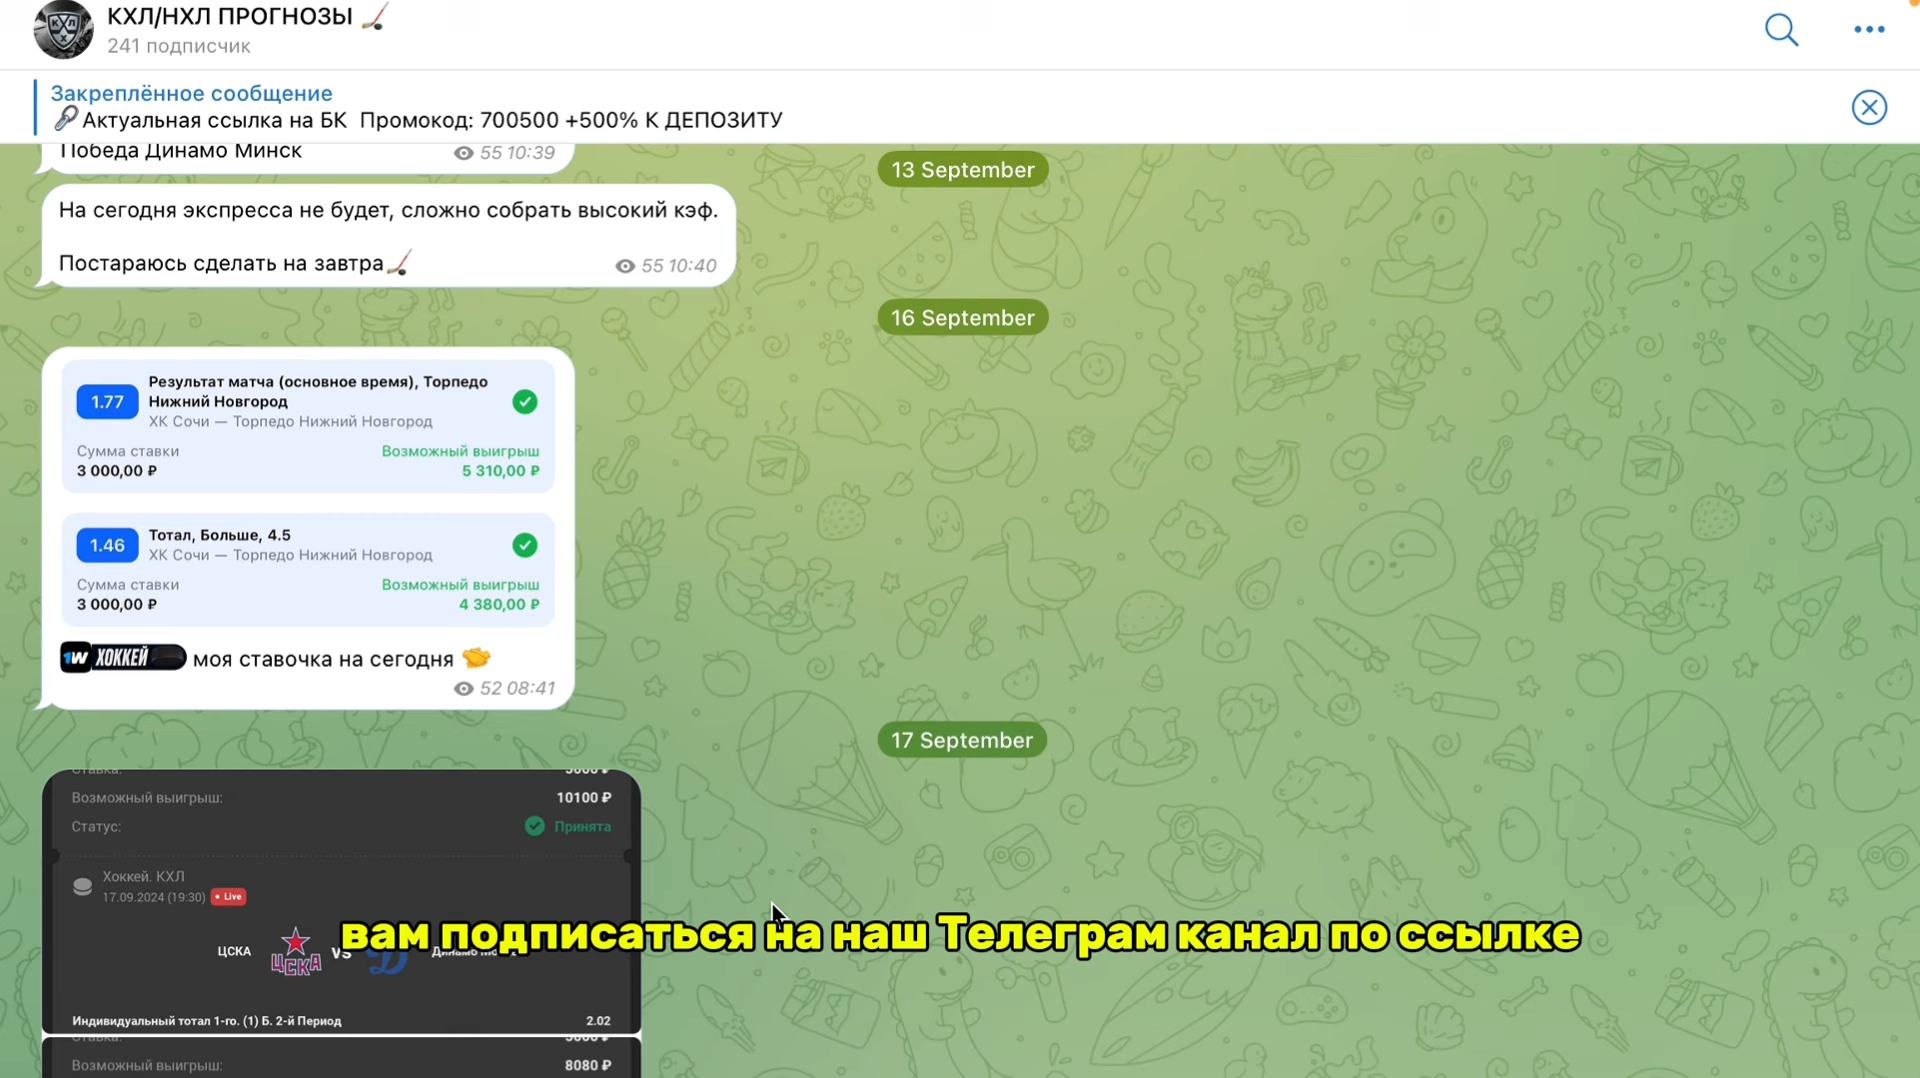 КХЛ/НХЛ ПРОГНОЗЫ
241 подписчик
Закреплённое сообщение
Актуальная ссылка на БК Промокод: 700500 +500% К ДЕПОЗИТУ
Победа Динамо Минск
55 10:39
13 September
На сегодня экспресса не будет, сложно собрать высокий кэф.
Постараюсь сделать на завтра
55 10:40
16 September
1.77
Результат матча (основное время), Торпедо
Нижний Новгород
ХК Сочи — Торпедо Нижний Новгород
Сумма ставки
Возможный выигрыш
3 000,00 ₽
5 310,00 ₽
1.46
Тотал, Больше, 4.5
ХК Сочи — Торпедо Нижний Новгород
Сумма ставки
Возможный выигрыш
3 000,00 ₽
4 380,00 ₽
1W ХОККЕЙ моя ставочка на сегодня
52 08:41
17 September
Ставка:
5000 ₽
Возможный выигрыш:
10100 ₽
Статус:
Принята
Хоккей. КХЛ
17.09.2024 (19:30) Live
вам подписаться на наш Телеграм канал по ссылке
ЦСКА
ЦСКА
vs
Динамо
Индивидуальный тотал 1-го. (1) Б. 2-й Период
2.02
Ставка:
Возможный выигрыш:
8080 ₽